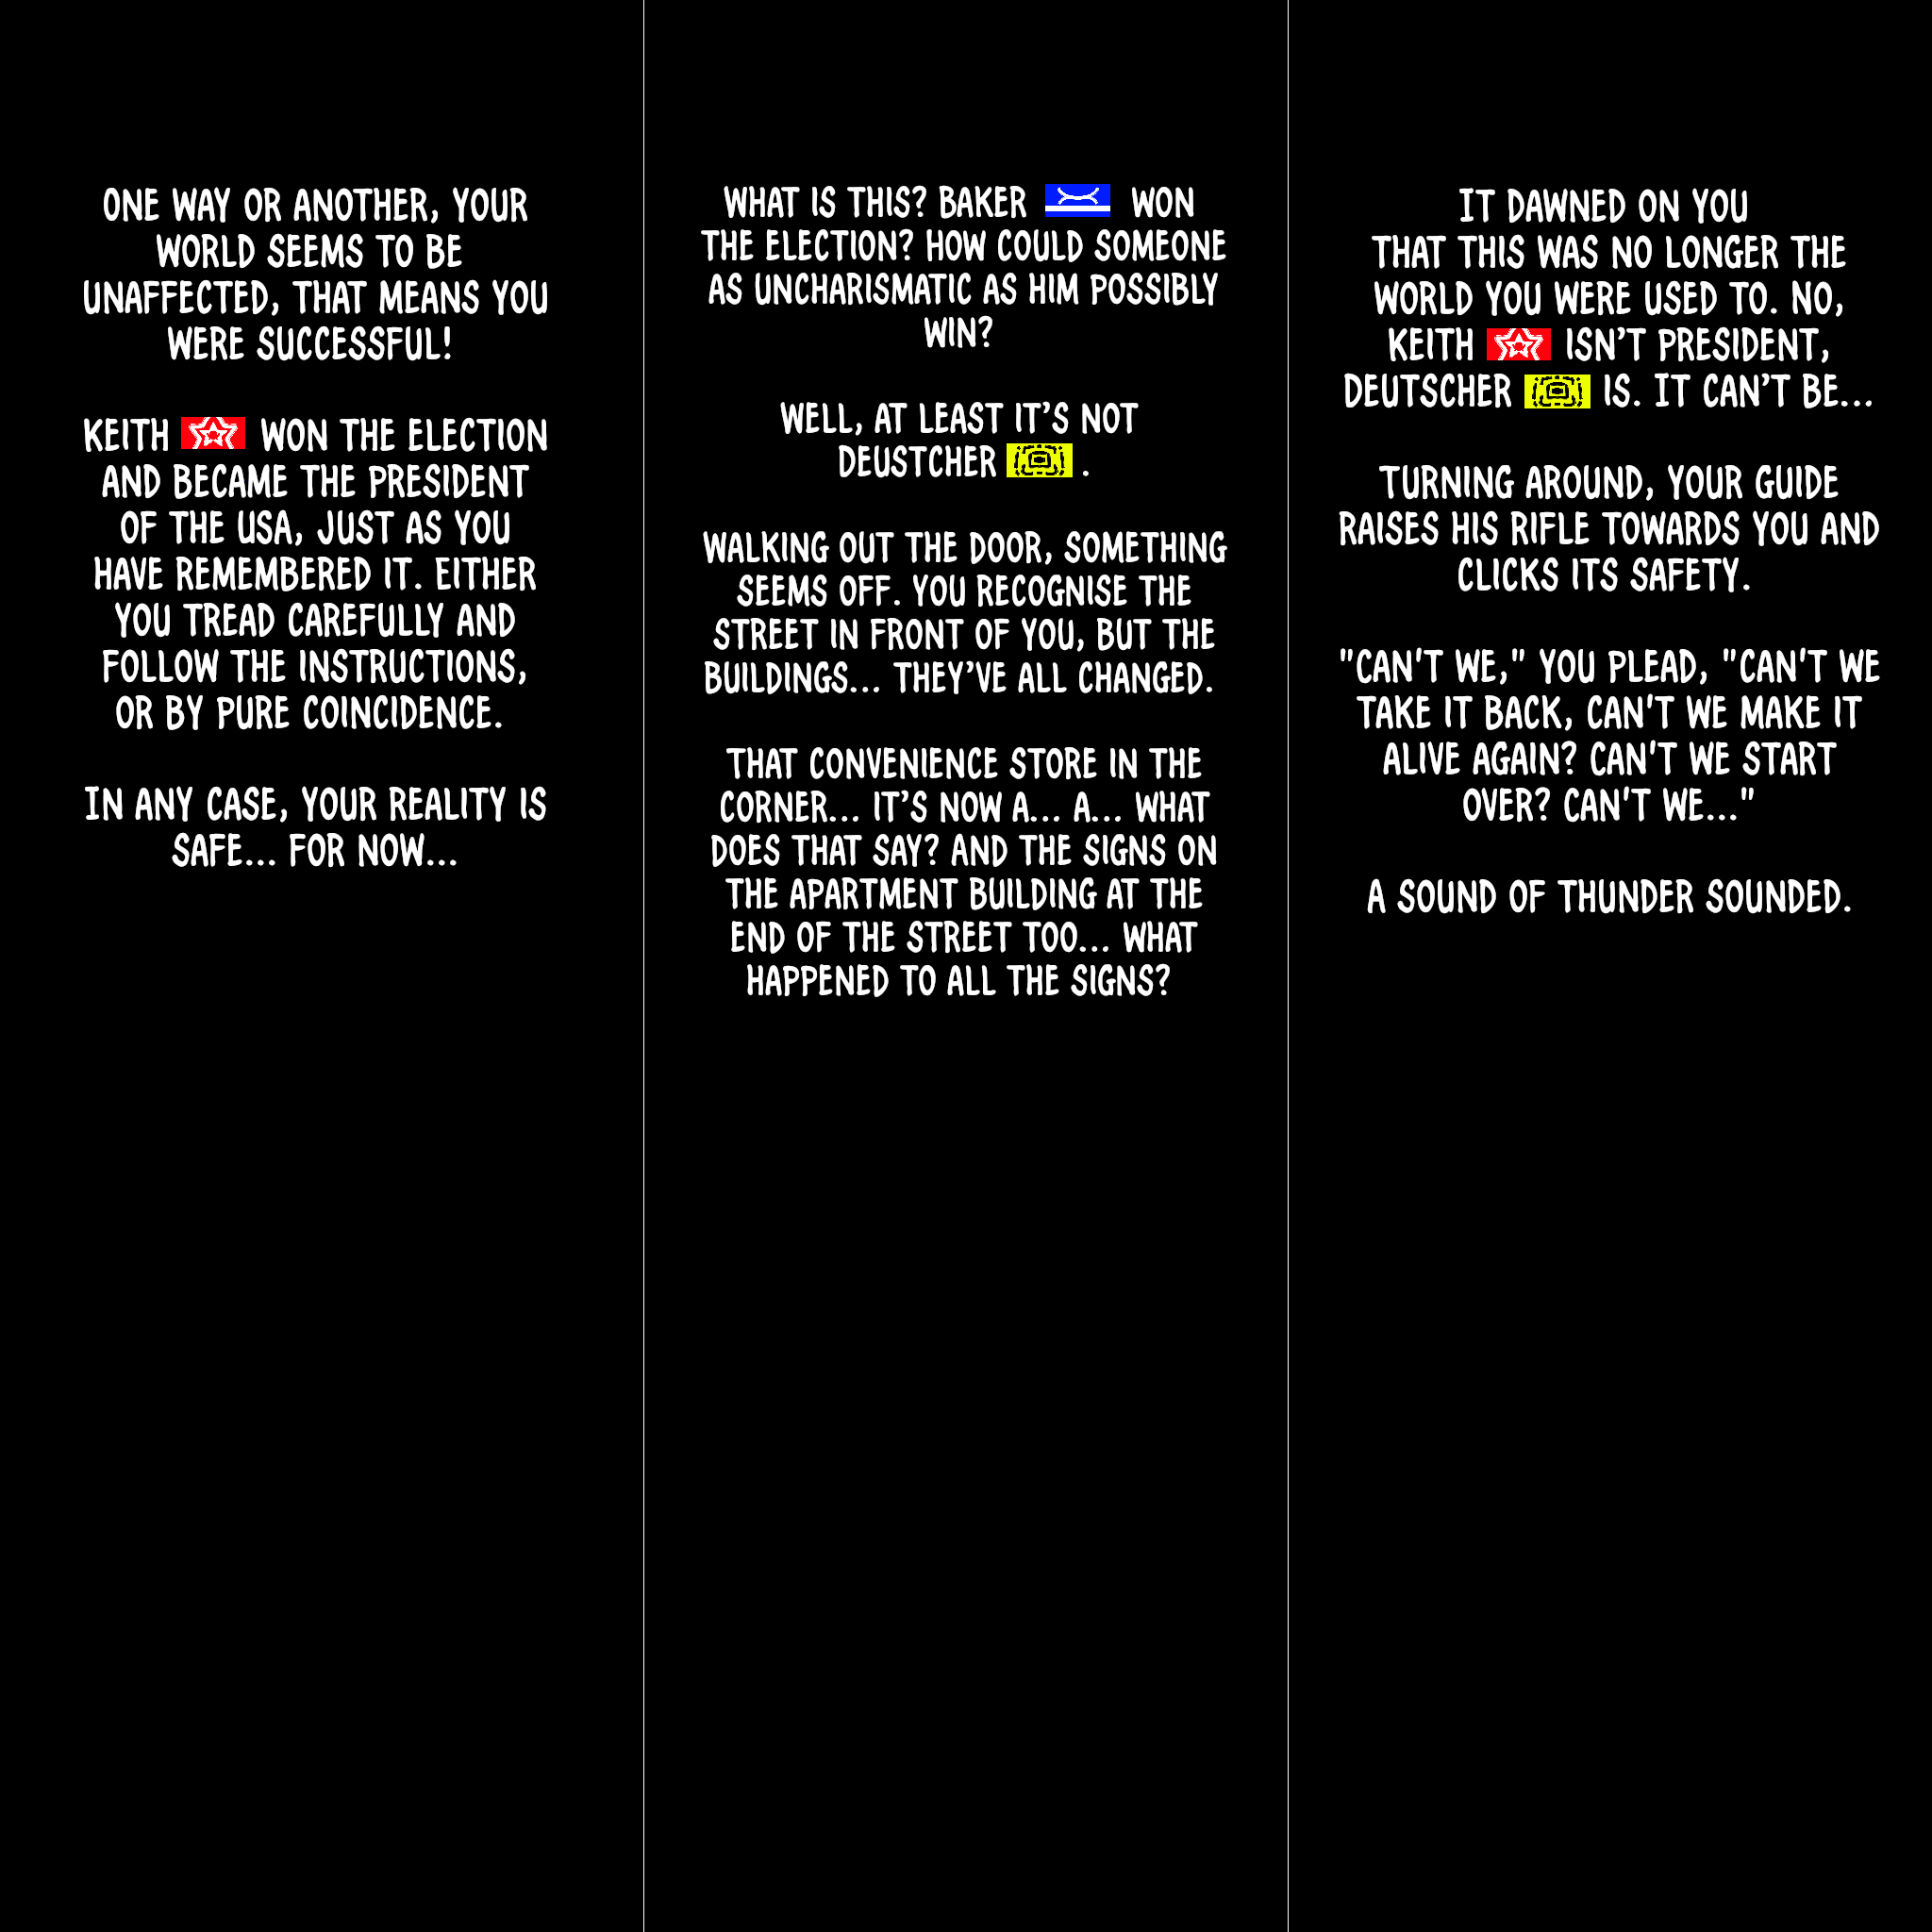 ONE WAY OR ANOTHER, YOUR
WORLD SEEMS TO BE
UNAFFECTED, THAT MEANS YOU
WERE SUCCESSFUL!
KEITH WON THE ELECTION
AND BECAME THE PRESIDENT
OF THE USA, JUST AS YOU
HAVE REMEMBERED IT. EITHER
YOU TREAD CAREFULLY AND
FOLLOW THE INSTRUCTIONS,
OR BY PURE COINCIDENCE.
IN ANY CASE, YOUR REALITY IS
SAFE... FOR NOW...
WHAT IS THIS? BAKER WON
THE ELECTION? HOW COULD SOMEONE
AS UNCHARISMATIC AS HIM POSSIBLY
WIN?
WELL, AT LEAST IT'S NOT
DEUSTCHER .
WALKING OUT THE DOOR, SOMETHING
SEEMS OFF. YOU RECOGNISE THE
STREET IN FRONT OF YOU, BUT THE
BUILDINGS... THEY'VE ALL CHANGED.
THAT CONVENIENCE STORE IN THE
CORNER... IT'S NOW A... A... WHAT
DOES THAT SAY? AND THE SIGNS ON
THE APARTMENT BUILDING AT THE
END OF THE STREET TOO... WHAT
HAPPENED TO ALL THE SIGNS?
IT DAWNED ON YOU
THAT THIS WAS NO LONGER THE
WORLD YOU WERE USED TO. NO,
KEITH ISN'T PRESIDENT,
DEUTSCHER IS. IT CAN'T BE...
TURNING AROUND, YOUR GUIDE
RAISES HIS RIFLE TOWARDS YOU AND
CLICKS ITS SAFETY.
"CAN'T WE," YOU PLEAD, "CAN'T WE
TAKE IT BACK, CAN'T WE MAKE IT
ALIVE AGAIN? CAN'T WE START
OVER? CAN'T WE..."
A SOUND OF THUNDER SOUNDED.